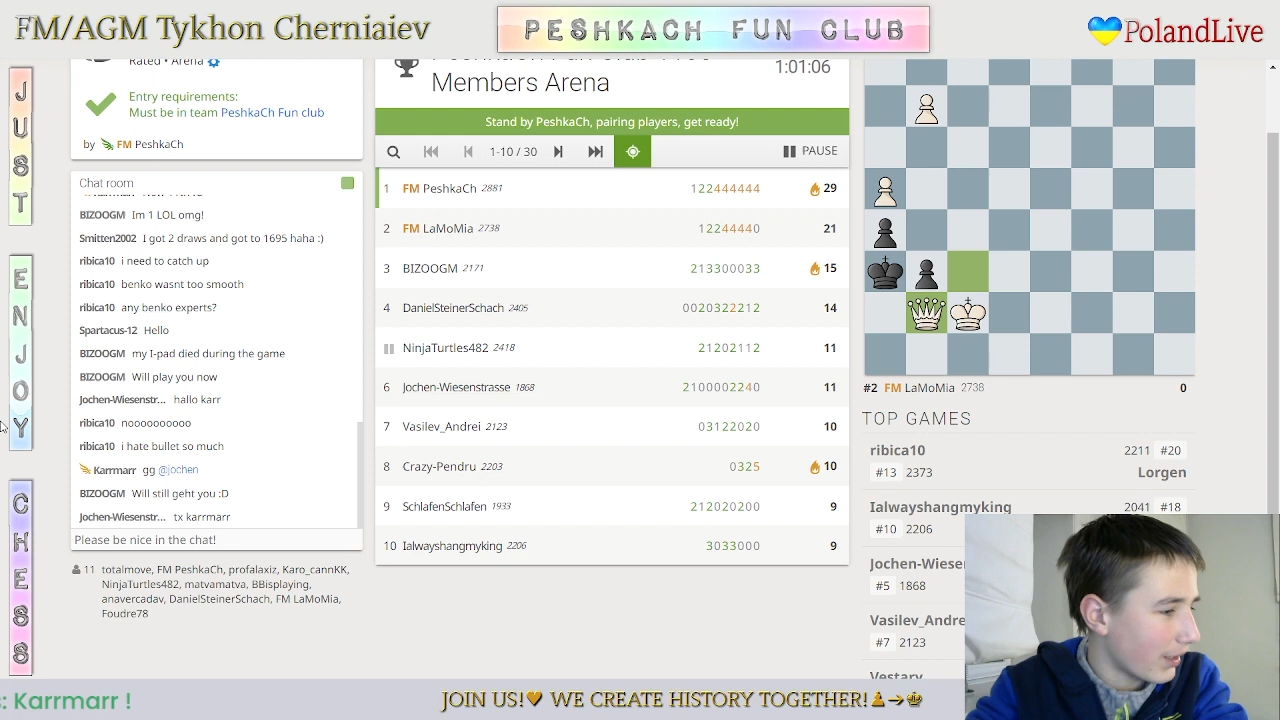 FM/AGM Tykhon Cherniaiev
PESHKACH FUN CLUB
PolandLive
JUST
ENJOY
CHESS
Rated • Arena
Entry requirements:
Must be in team PeshkaCh Fun club
by FM PeshkaCh
Chat room
BIZOOGM Im 1 LOL omg!
Smitten2002 I got 2 draws and got to 1695 haha :)
ribica10 i need to catch up
ribica10 benko wasnt too smooth
ribica10 any benko experts?
Spartacus-12 Hello
BIZOOGM my I-pad died during the game
BIZOOGM Will play you now
Jochen-Wiesenstr... hallo karr
ribica10 noooooooooo
ribica10 i hate bullet so much
Karrmarr gg @jochen
BIZOOGM Will still geht you :D
Jochen-Wiesenstr... tx karrmarr
Please be nice in the chat!
11 totalmove, FM PeshkaCh, profalaxiz, Karo_cannKK,
NinjaTurtles482, matvamatva, BBisplaying,
anavercadav, DanielSteinerSchach, FM LaMoMia,
Foudre78
Members Arena
1:01:06
Stand by PeshkaCh, pairing players, get ready!
1-10 / 30
PAUSE
1 FM PeshkaCh 2881 122444444 29
2 FM LaMoMia 2738 12244440 21
3 BIZOOGM 2171 213300033 15
4 DanielSteinerSchach 2405 0020322212 14
NinjaTurtles482 2418 21202112 11
6 Jochen-Wiesenstrasse 1868 2100002240 11
7 Vasilev_Andrei 2123 03122020 10
8 Crazy-Pendru 2203 0325 10
9 SchlafenSchlafen 1933 212020200 9
10 Ialwayshangmyking 2206 3033000 9
#2 FM LaMoMia 2738 0
TOP GAMES
ribica10 2211 #20
#13 2373 Lorgen
Ialwayshangmyking 2041 #18
#10 2206
Jochen-Wiese
#5 1868
Vasilev_Andre
#7 2123
Vestary
s: Karrmarr !
JOIN US! WE CREATE HISTORY TOGETHER!